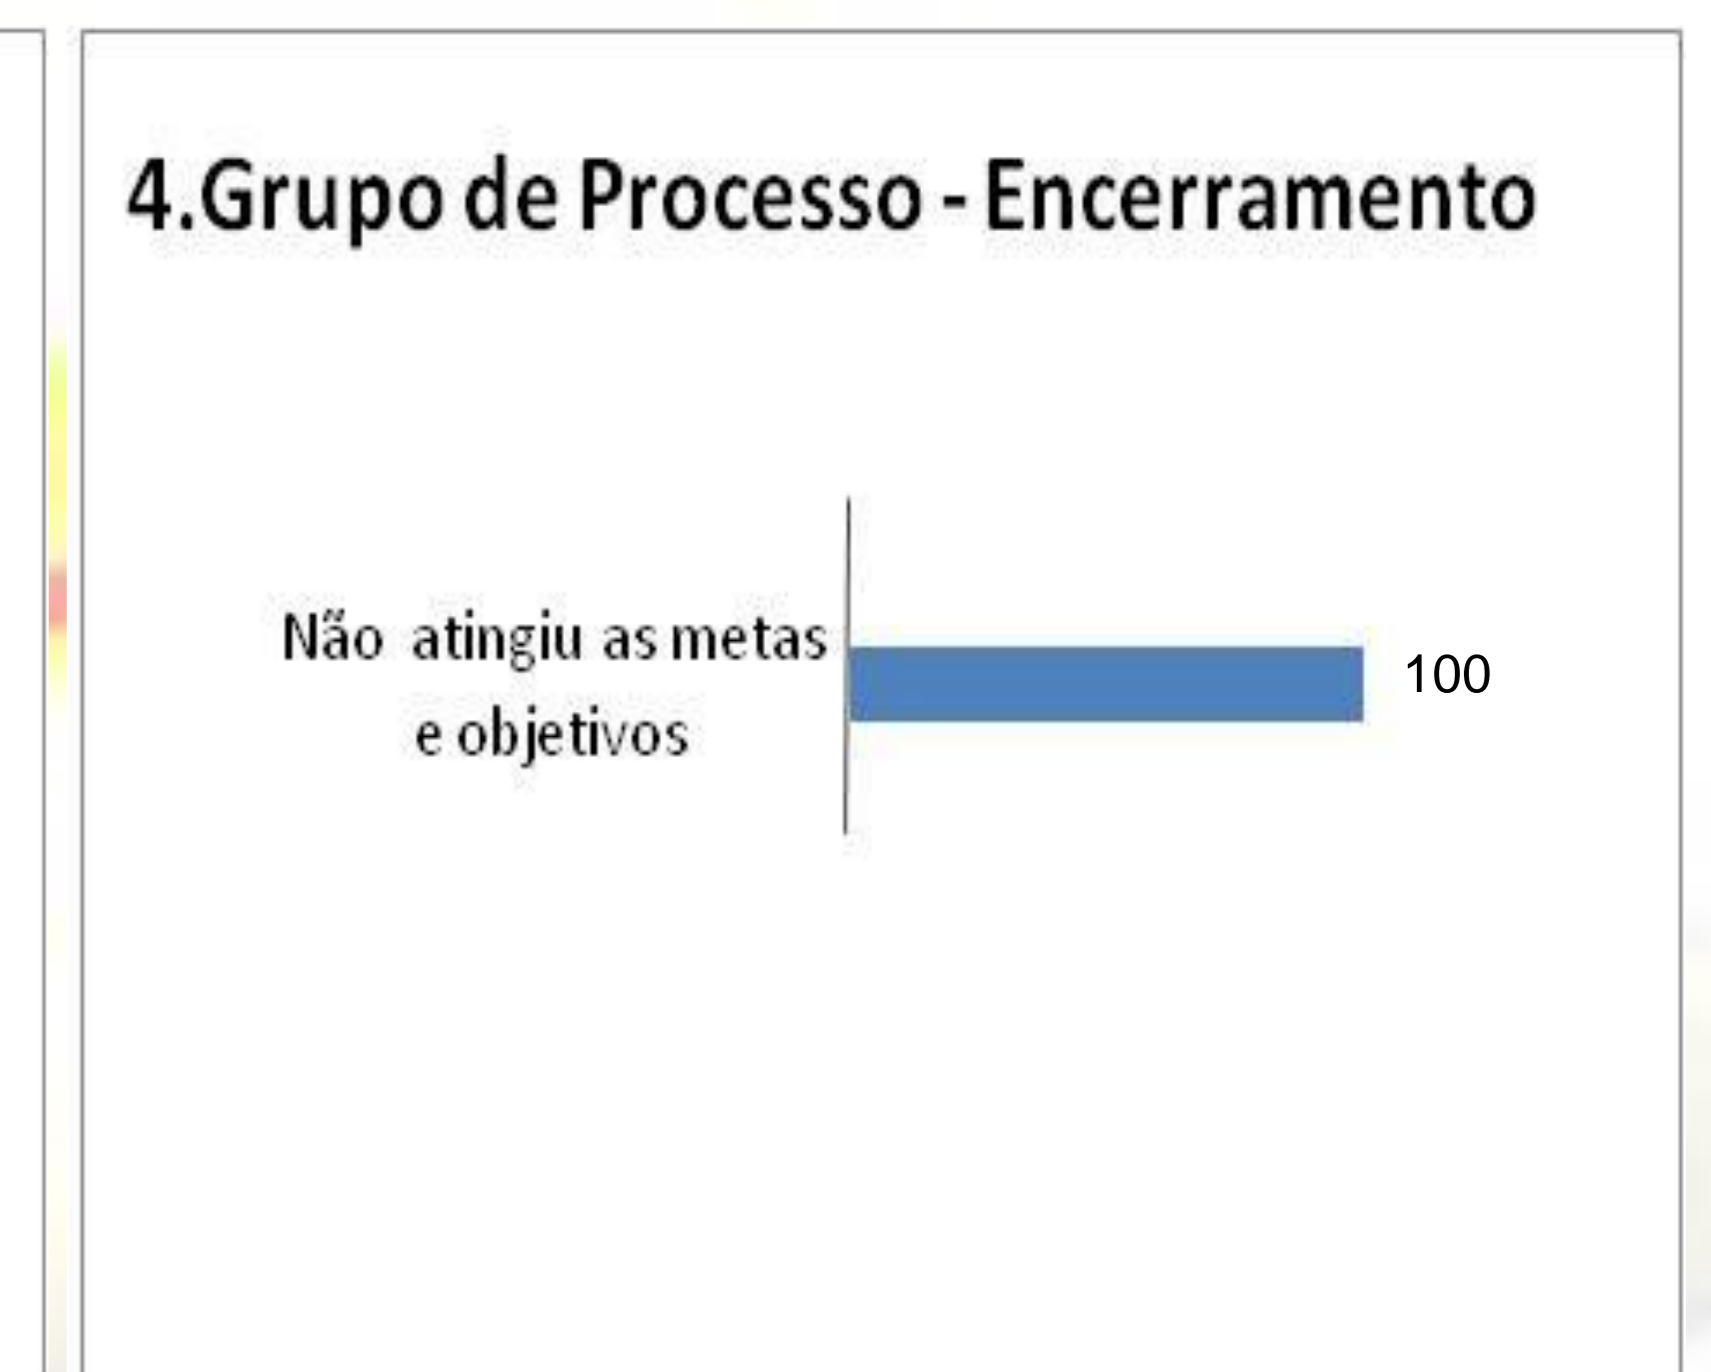 4.Grupo de Processo - Encerramento
Não atingiu as metas
e objetivos
100